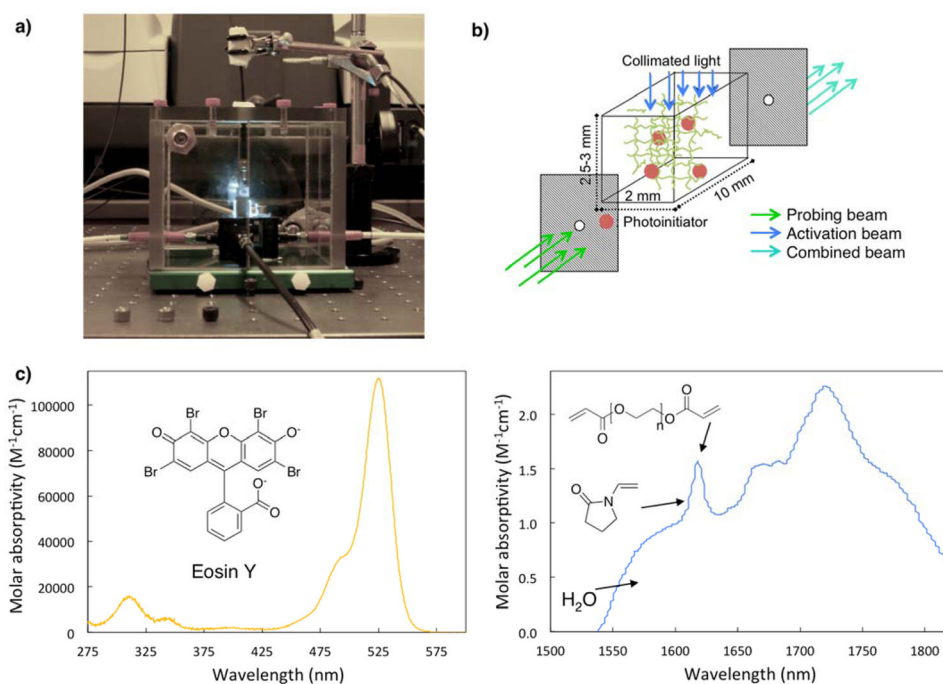 a)
b)
Collimated light
2.5-3 mm
2 mm
10 mm
Photoinitiator
Probing beam
Activation beam
Combined beam
c)
Molar absorptivity (M⁻¹cm⁻¹)
100000
80000
60000
40000
20000
0
Br
Br
O
O
O⁻
Br
Br
O⁻
O
Eosin Y
275
325
375
425
475
525
575
Wavelength (nm)
Molar absorptivity (M⁻¹cm⁻¹)
2.0
1.5
1.0
0.5
0.0
O
O
n
O
O
O
N
H₂O
1500
1600
1650
1700
1750
1800
Wavelength (nm)